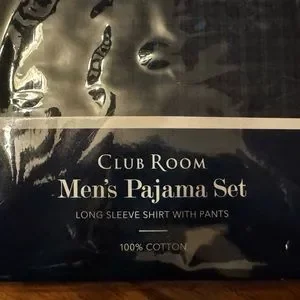 CLUB ROOM
Men's Pajama Set
LONG SLEEVE SHIRT WITH PANTS
100% COTTON